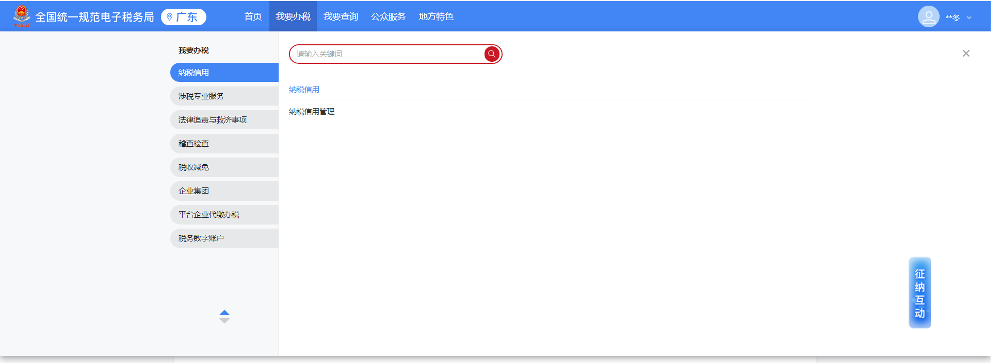 全国统一规范电子税务局 广东 首页 我要办税 我要查询 公众服务 地方特色 **冬
我要办税
纳税信用
涉税专业服务
法律追责与救济事项
稽查检查
税收减免
企业集团
平台企业代缴办税
税务数字账户
请输入关键词
纳税信用
纳税信用管理
征纳互动